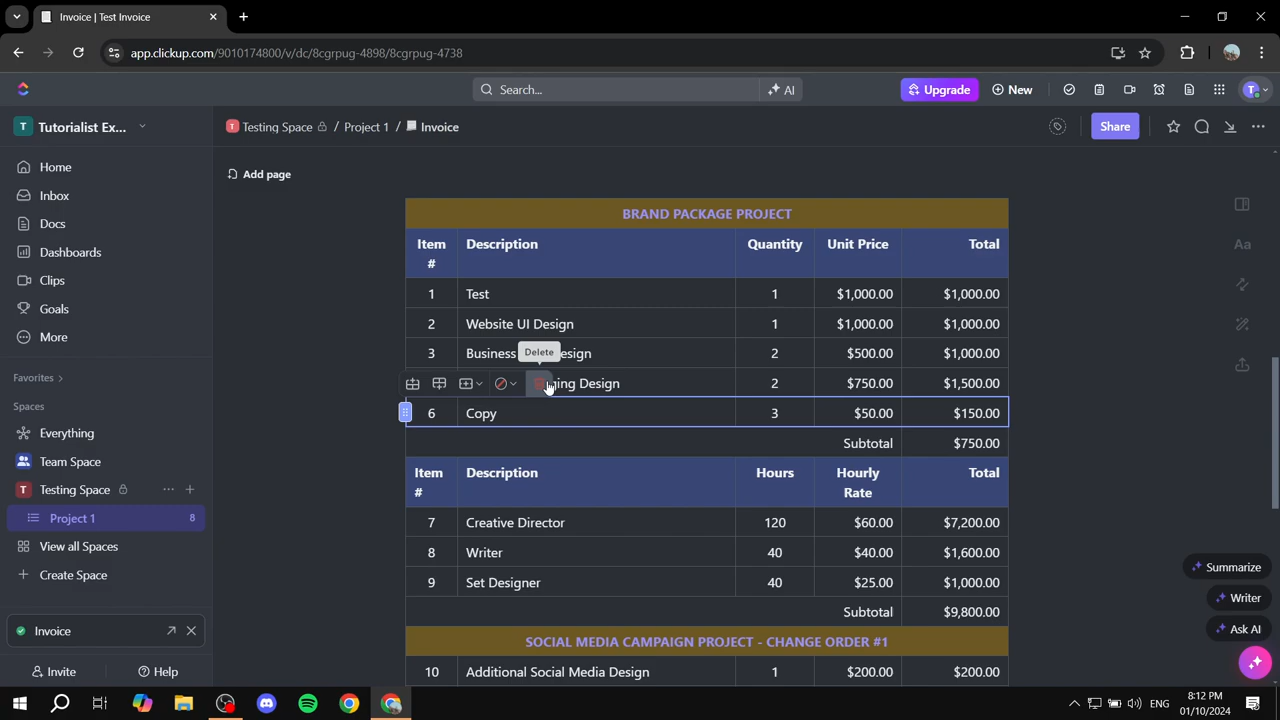 Invoice | Test Invoice
app.clickup.com/9010174800/v/dc/8cgrpug-4898/8cgrpug-4738
Search...
AI
Upgrade
New
T
T Tutorialist Ex...
T Testing Space / Project 1 / Invoice
Share
Home
Inbox
Docs
Dashboards
Clips
Goals
More
Favorites
Spaces
Everything
Team Space
T Testing Space
Project 1 8
View all Spaces
Create Space
Invoice
Invite
Help
Add page
BRAND PACKAGE PROJECT
Item # Description Quantity Unit Price Total
1 Test 1 $1,000.00 $1,000.00
2 Website UI Design 1 $1,000.00 $1,000.00
Delete
3 Business esign 2 $500.00 $1,000.00
ging Design 2 $750.00 $1,500.00
6 Copy 3 $50.00 $150.00
Subtotal $750.00
Item # Description Hours Hourly Rate Total
7 Creative Director 120 $60.00 $7,200.00
8 Writer 40 $40.00 $1,600.00
9 Set Designer 40 $25.00 $1,000.00
Subtotal $9,800.00
SOCIAL MEDIA CAMPAIGN PROJECT - CHANGE ORDER #1
10 Additional Social Media Design 1 $200.00 $200.00
Aa
Summarize
Writer
Ask AI
ENG
8:12 PM
01/10/2024